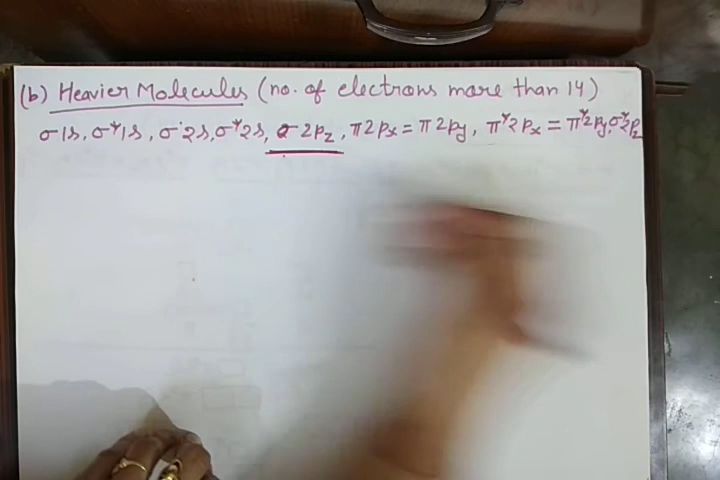 (b) Heavier Molecules (no. of electrons more than 14)
σ1s, σ*1s, σ2s, σ*2s, σ2pz, π2px = π2py, π*2px = π*2py, σ*2pz